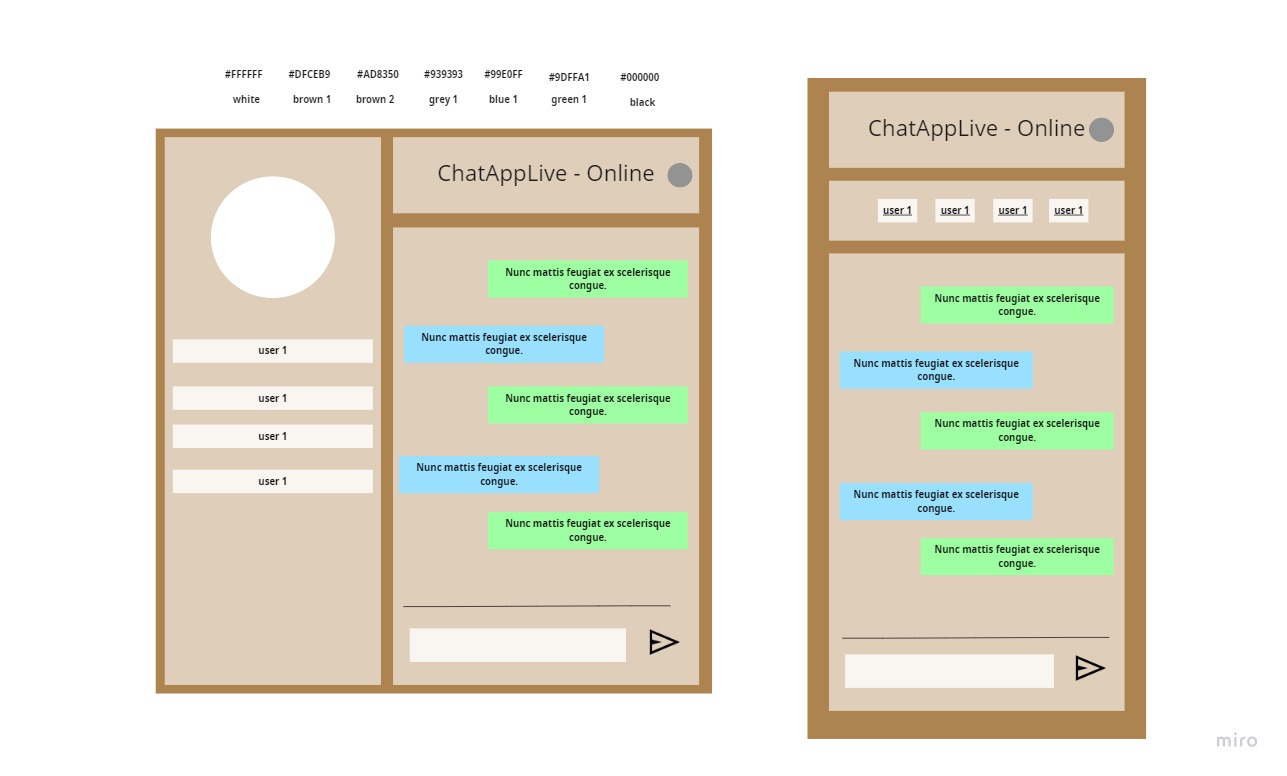 #FFFFFF #DFCEB9 #AD8350 #939393 #99E0FF #9DFFA1 #000000
white brown 1 brown 2 grey 1 blue 1 green 1 black
ChatAppLive - Online
user 1
user 1
user 1
user 1
Nunc mattis feugiat ex scelerisque
congue.
Nunc mattis feugiat ex scelerisque
congue.
Nunc mattis feugiat ex scelerisque
congue.
Nunc mattis feugiat ex scelerisque
congue.
Nunc mattis feugiat ex scelerisque
congue.
ChatAppLive - Online
user 1 user 1 user 1 user 1
Nunc mattis feugiat ex scelerisque
congue.
Nunc mattis feugiat ex scelerisque
congue.
Nunc mattis feugiat ex scelerisque
congue.
Nunc mattis feugiat ex scelerisque
congue.
Nunc mattis feugiat ex scelerisque
congue.
miro